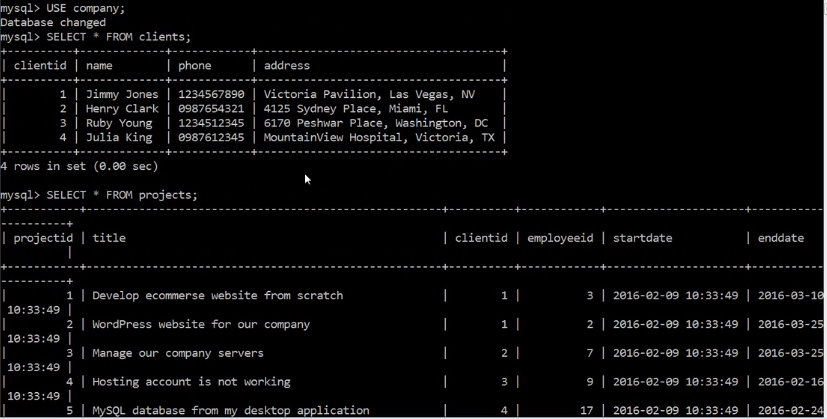 mysql> USE company;
Database changed
mysql> SELECT * FROM clients;
+----------+-------------+------------+----------------------------------+
| clientid | name        | phone      | address                          |
+----------+-------------+------------+----------------------------------+
|        1 | Jimmy Jones | 1234567890 | Victoria Pavilion, Las Vegas, NV |
|        2 | Henry Clark | 0987654321 | 4125 Sydney Place, Miami, FL     |
|        3 | Ruby Young  | 1234512345 | 6170 Peshwar Place, Washington, DC |
|        4 | Julia King  | 0987612345 | MountainView Hospital, Victoria, TX |
+----------+-------------+------------+----------------------------------+
4 rows in set (0.00 sec)
mysql> SELECT * FROM projects;
| projectid | title | clientid | employeeid | startdate | enddate
|
| 1 | Develop ecommerse website from scratch | 1 | 3 | 2016-02-09 10:33:49 | 2016-03-10
10:33:49 |
| 2 | WordPress website for our company | 1 | 2 | 2016-02-09 10:33:49 | 2016-03-25
10:33:49 |
| 3 | Manage our company servers | 2 | 7 | 2016-02-09 10:33:49 | 2016-03-25
10:33:49 |
| 4 | Hosting account is not working | 3 | 9 | 2016-02-09 10:33:49 | 2016-02-16
10:33:49 |
| 5 | MySQL database from my desktop application | 4 | 17 | 2016-02-09 10:33:49 | 2016-02-24